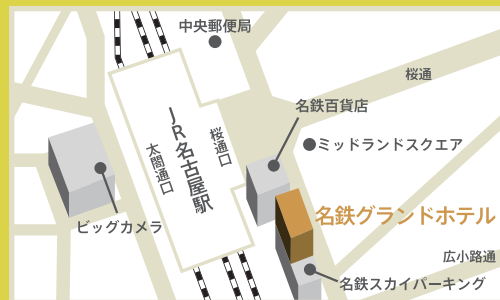 中央郵便局
桜通
名鉄百貨店
JR名古屋駅
桜通口
太閤通口
ミッドランドスクエア
名鉄グランドホテル
ビッグカメラ
広小路通
名鉄スカイパーキング